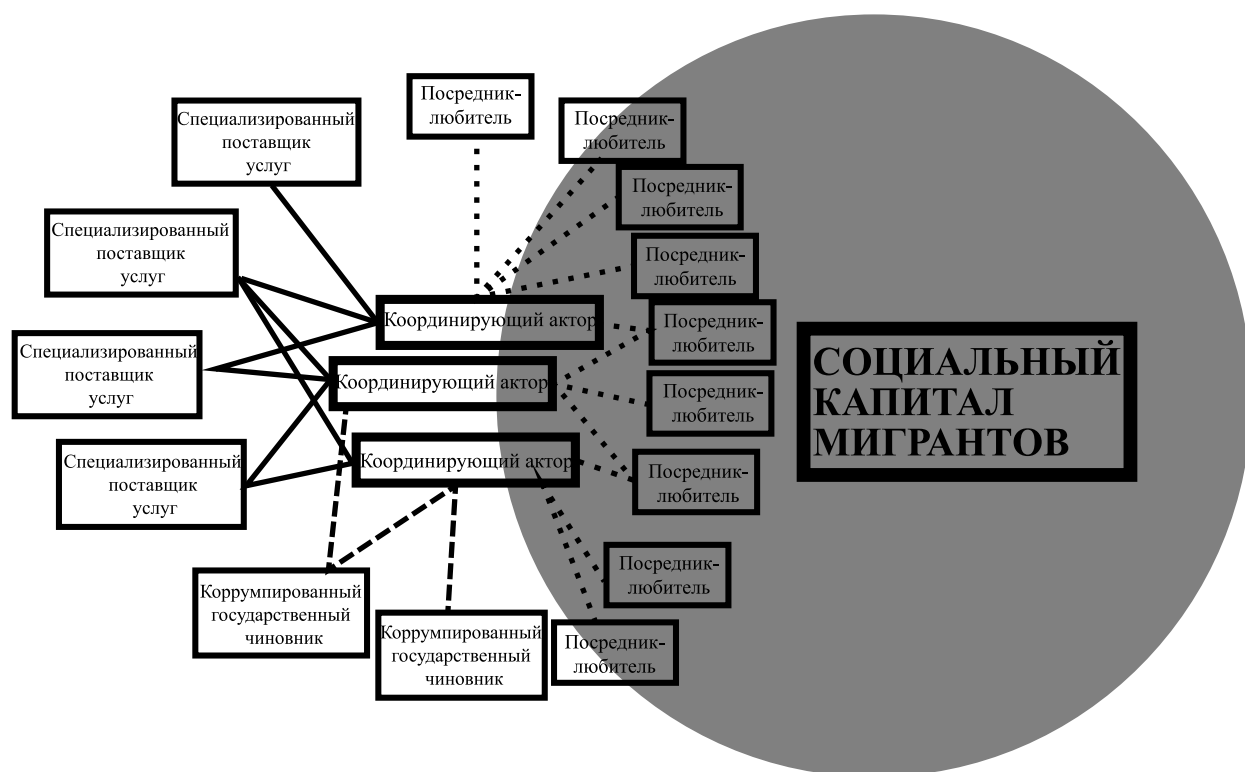 Посредник-
любитель
Специализированный
поставщик
услуг
Посредник-
любитель
Посредник-
любитель
Специализированный
поставщик
услуг
Посредник-
любитель
Координирующий актор
Посредник-
любитель
Специализированный
поставщик
услуг
Координирующий актор
Посредник-
любитель
СОЦИАЛЬНЫЙ
КАПИТАЛ
МИГРАНТОВ
Специализированный
поставщик
услуг
Координирующий актор
Посредник-
любитель
Посредник-
любитель
Коррумпированный
государственный
чиновник
Коррумпированный
государственный
чиновник
Посредник-
любитель